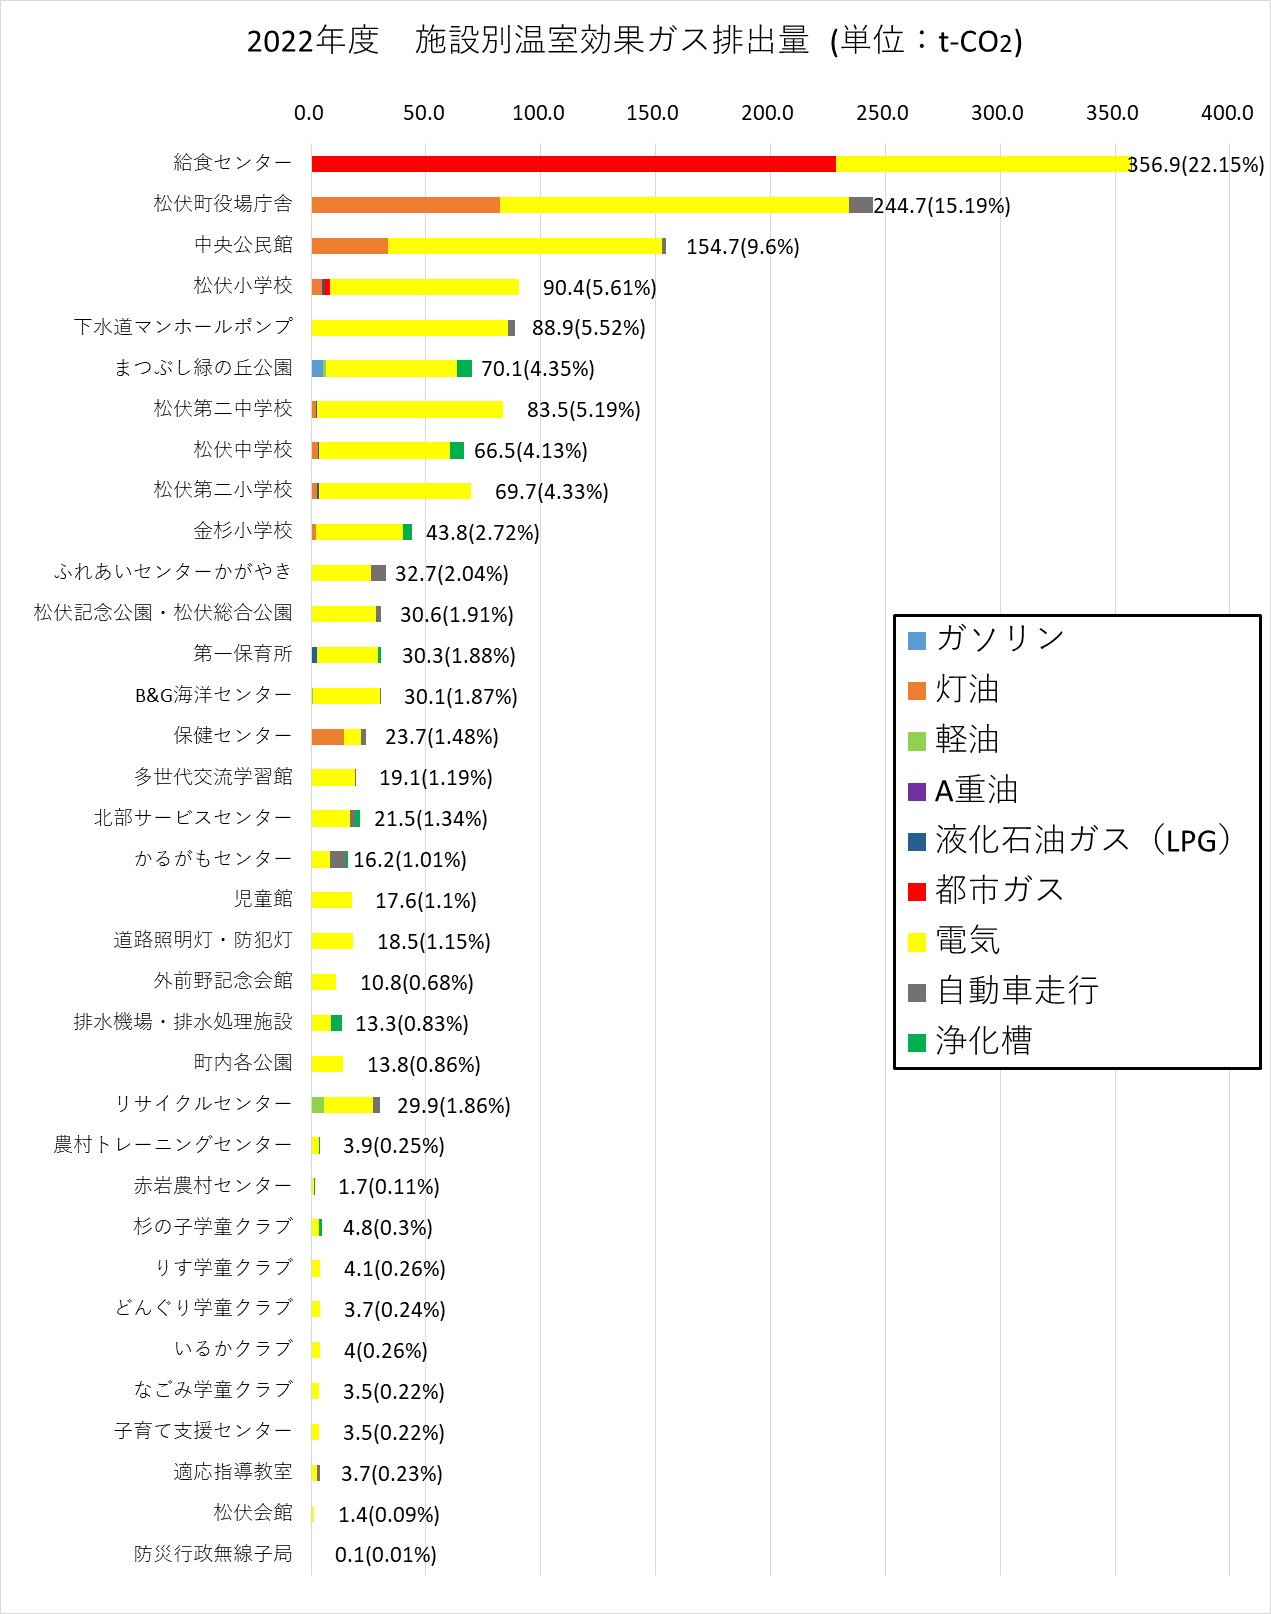 2022年度　施設別温室効果ガス排出量 (単位：t-CO2)
0.0 50.0 100.0 150.0 200.0 250.0 300.0 350.0 400.0
給食センター 356.9(22.15%)
松伏町役場庁舎 244.7(15.19%)
中央公民館 154.7(9.6%)
松伏小学校 90.4(5.61%)
下水道マンホールポンプ 88.9(5.52%)
まつぶし緑の丘公園 70.1(4.35%)
松伏第二中学校 83.5(5.19%)
松伏中学校 66.5(4.13%)
松伏第二小学校 69.7(4.33%)
金杉小学校 43.8(2.72%)
ふれあいセンターかがやき 32.7(2.04%)
松伏記念公園・松伏総合公園 30.6(1.91%)
第一保育所 30.3(1.88%)
B&G海洋センター 30.1(1.87%)
保健センター 23.7(1.48%)
多世代交流学習館 19.1(1.19%)
北部サービスセンター 21.5(1.34%)
かるがもセンター 16.2(1.01%)
児童館 17.6(1.1%)
道路照明灯・防犯灯 18.5(1.15%)
外前野記念会館 10.8(0.68%)
排水機場・排水処理施設 13.3(0.83%)
町内各公園 13.8(0.86%)
リサイクルセンター 29.9(1.86%)
農村トレーニングセンター 3.9(0.25%)
赤岩農村センター 1.7(0.11%)
杉の子学童クラブ 4.8(0.3%)
りす学童クラブ 4.1(0.26%)
どんぐり学童クラブ 3.7(0.24%)
いるかクラブ 4(0.26%)
なごみ学童クラブ 3.5(0.22%)
子育て支援センター 3.5(0.22%)
適応指導教室 3.7(0.23%)
松伏会館 1.4(0.09%)
防災行政無線子局 0.1(0.01%)
ガソリン
灯油
軽油
A重油
液化石油ガス（LPG）
都市ガス
電気
自動車走行
浄化槽